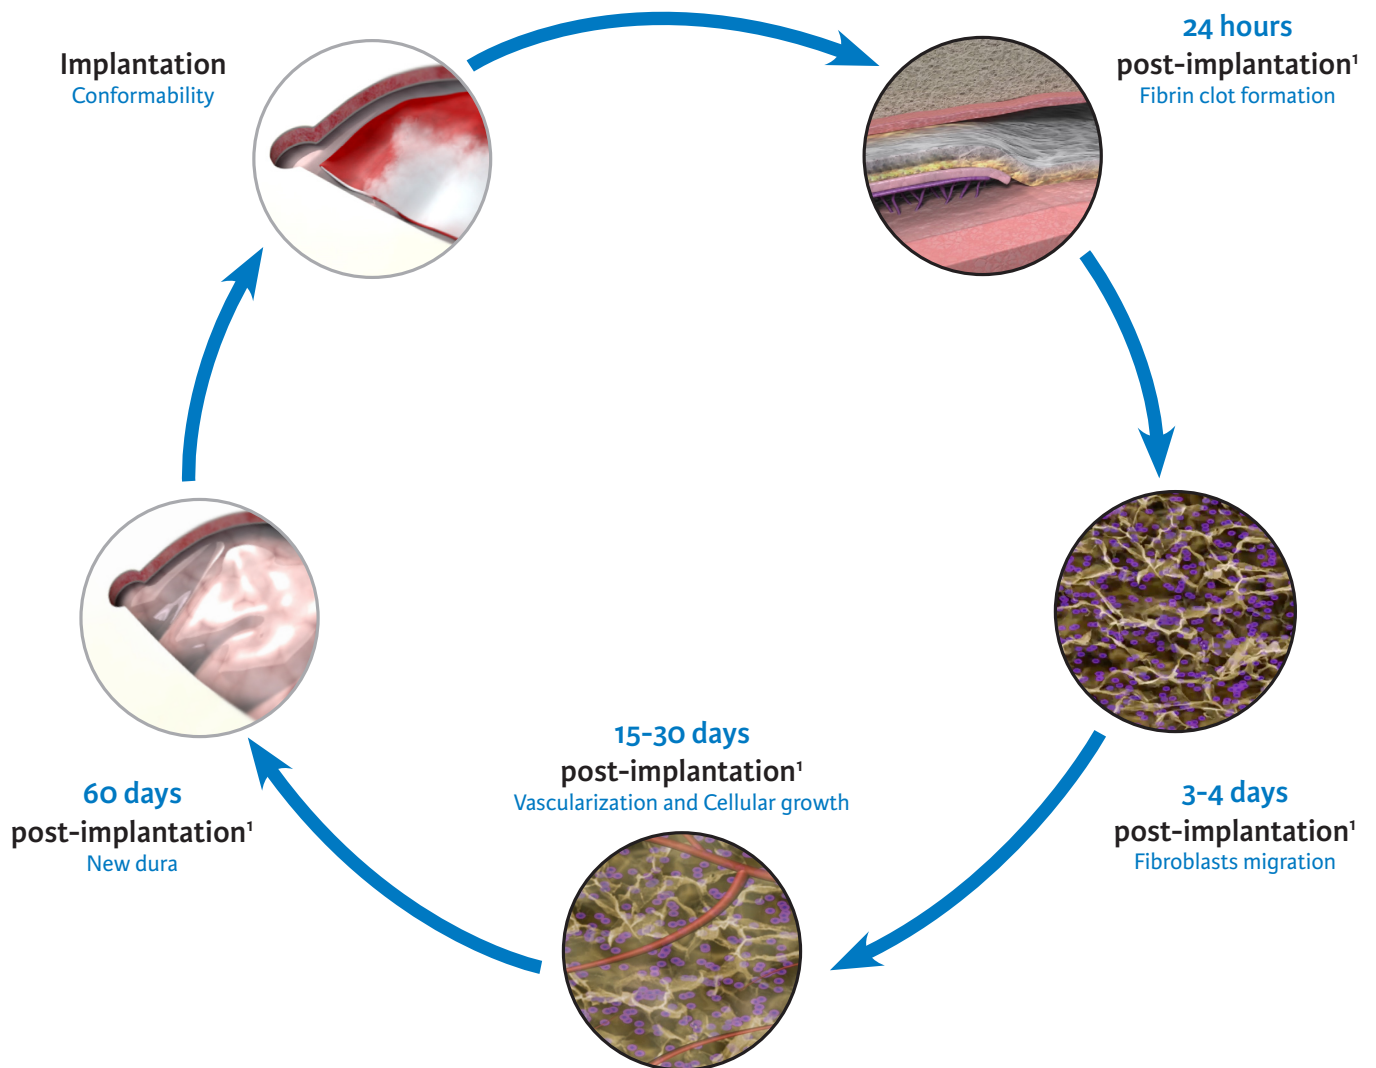 Implantation
Conformability
24 hours
post-implantation¹
Fibrin clot formation
3-4 days
post-implantation¹
Fibroblasts migration
15-30 days
post-implantation¹
Vascularization and Cellular growth
60 days
post-implantation¹
New dura